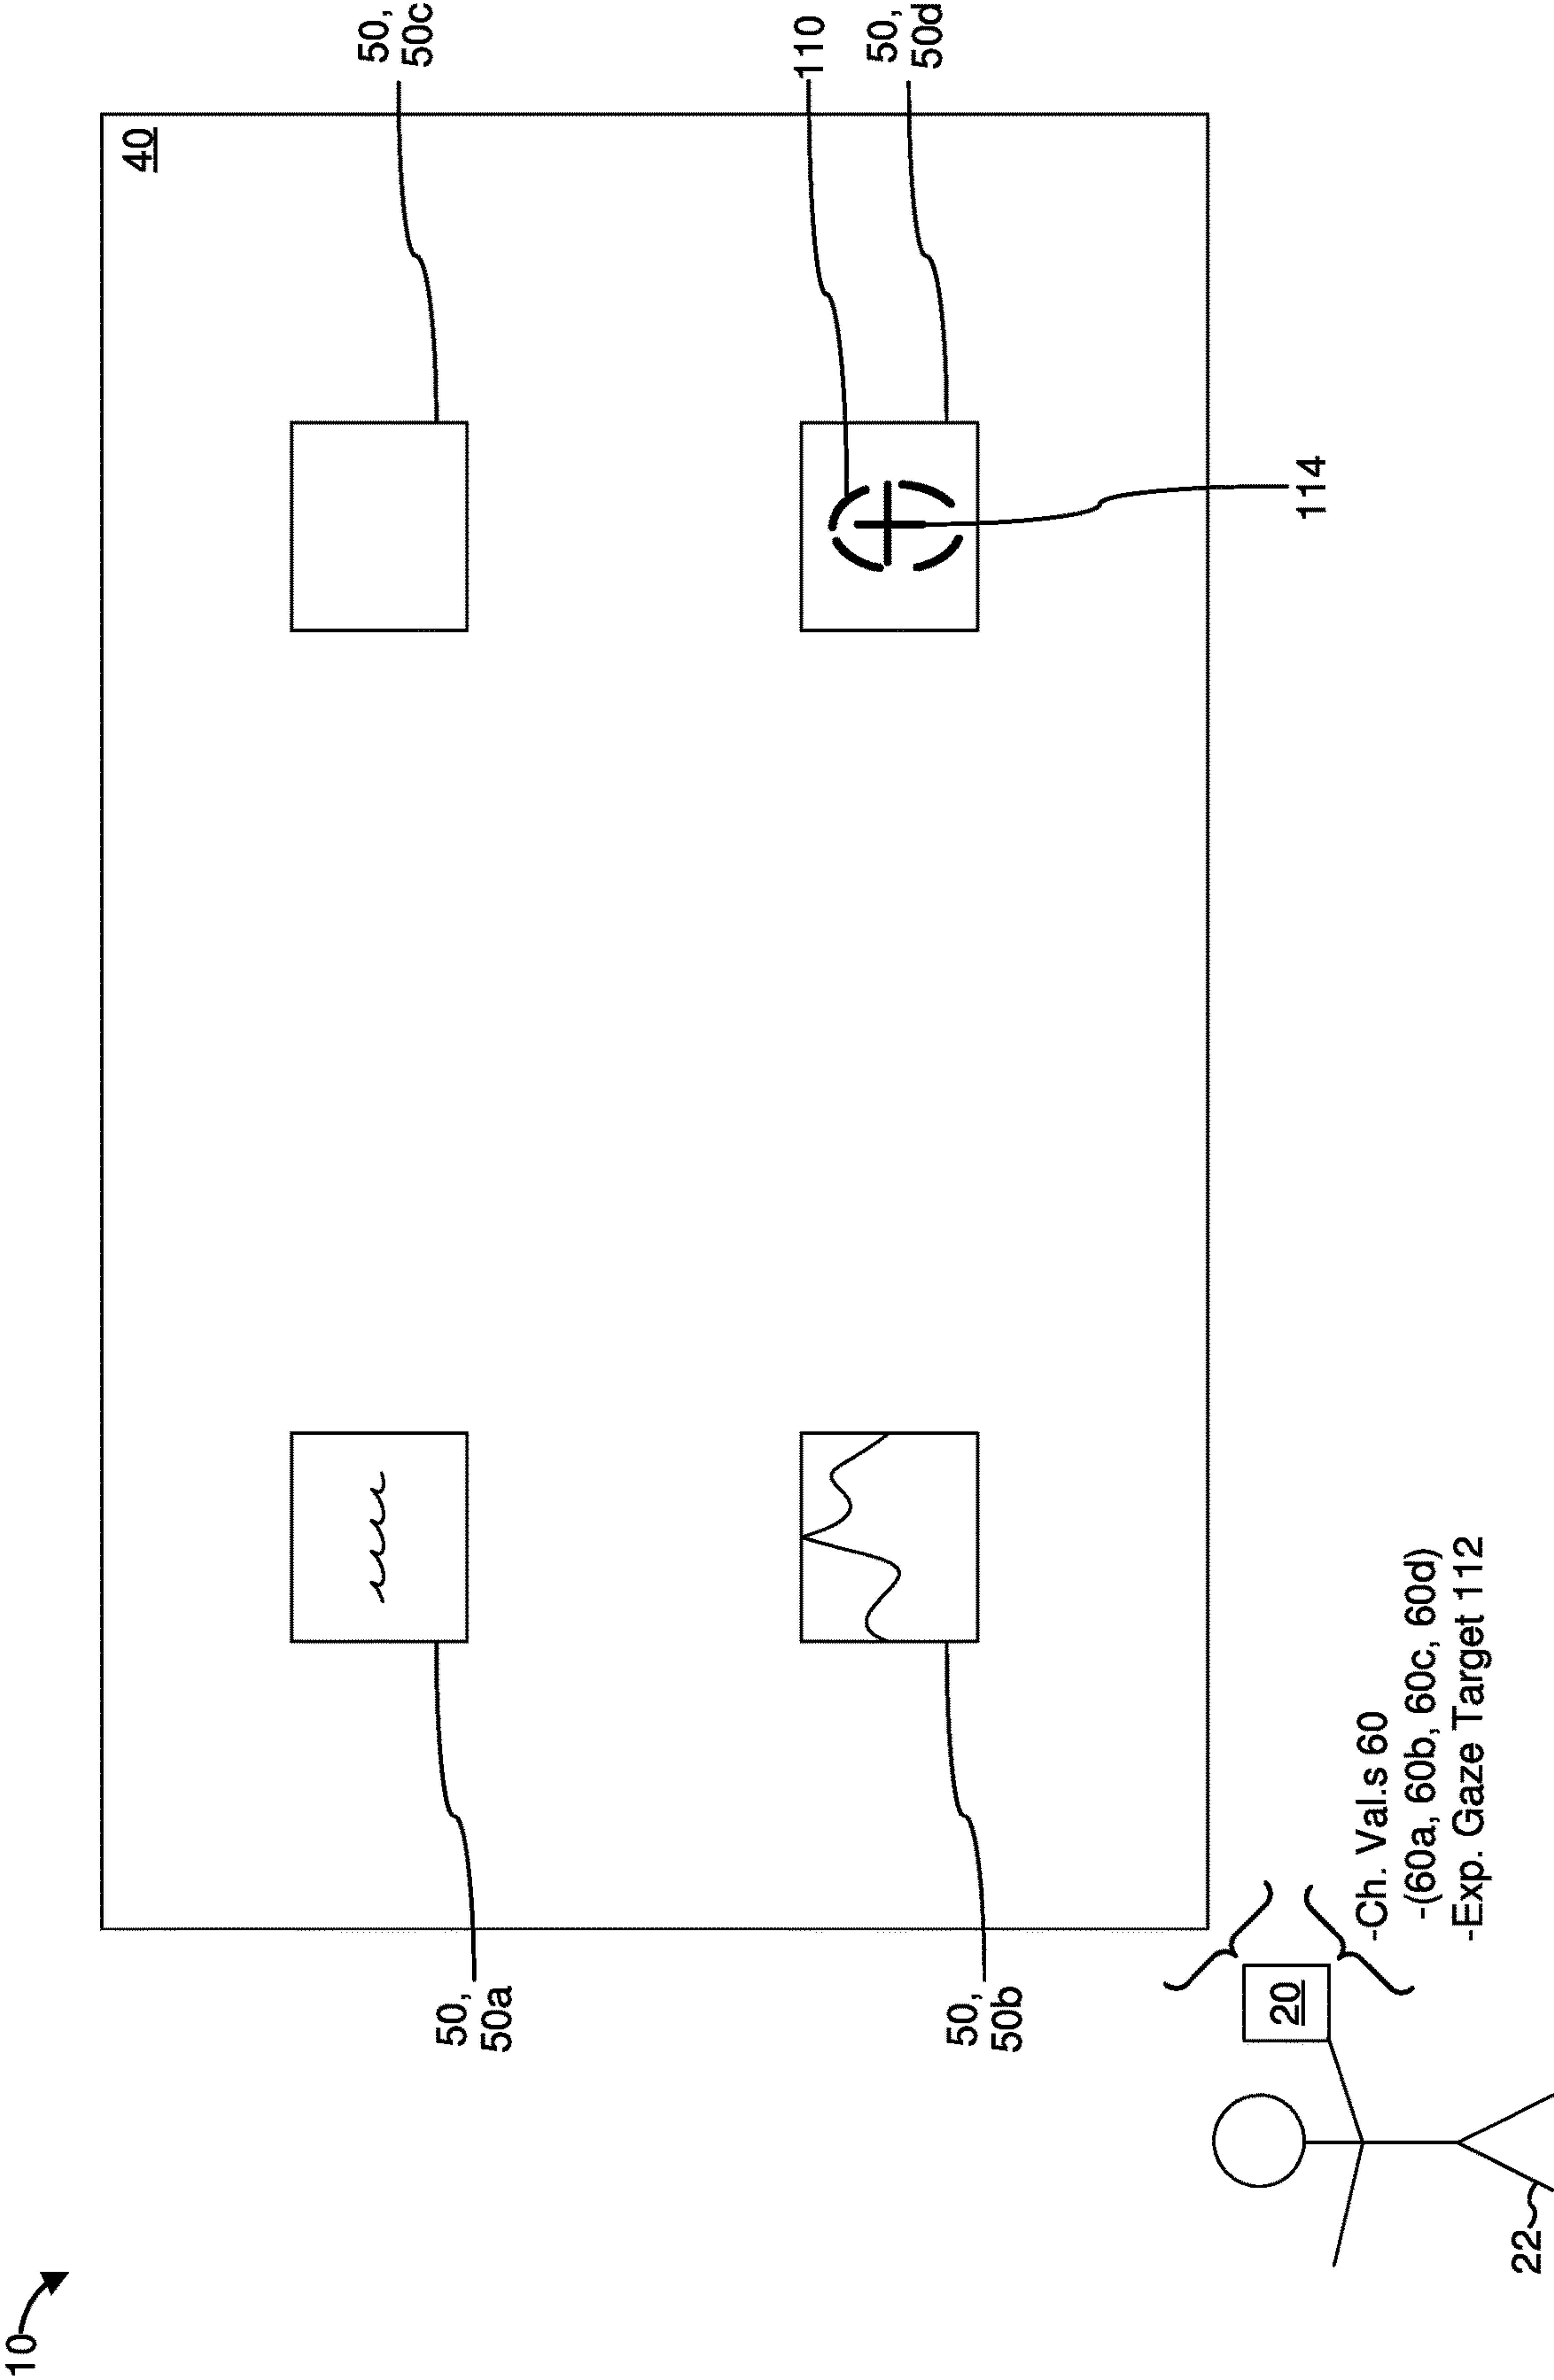 10
40
50,
50c
50,
50a
110
50,
50d
50,
50b
20
114
-Ch. Val.s 60
-(60a, 60b, 60c, 60d)
-Exp. Gaze Target 112
22